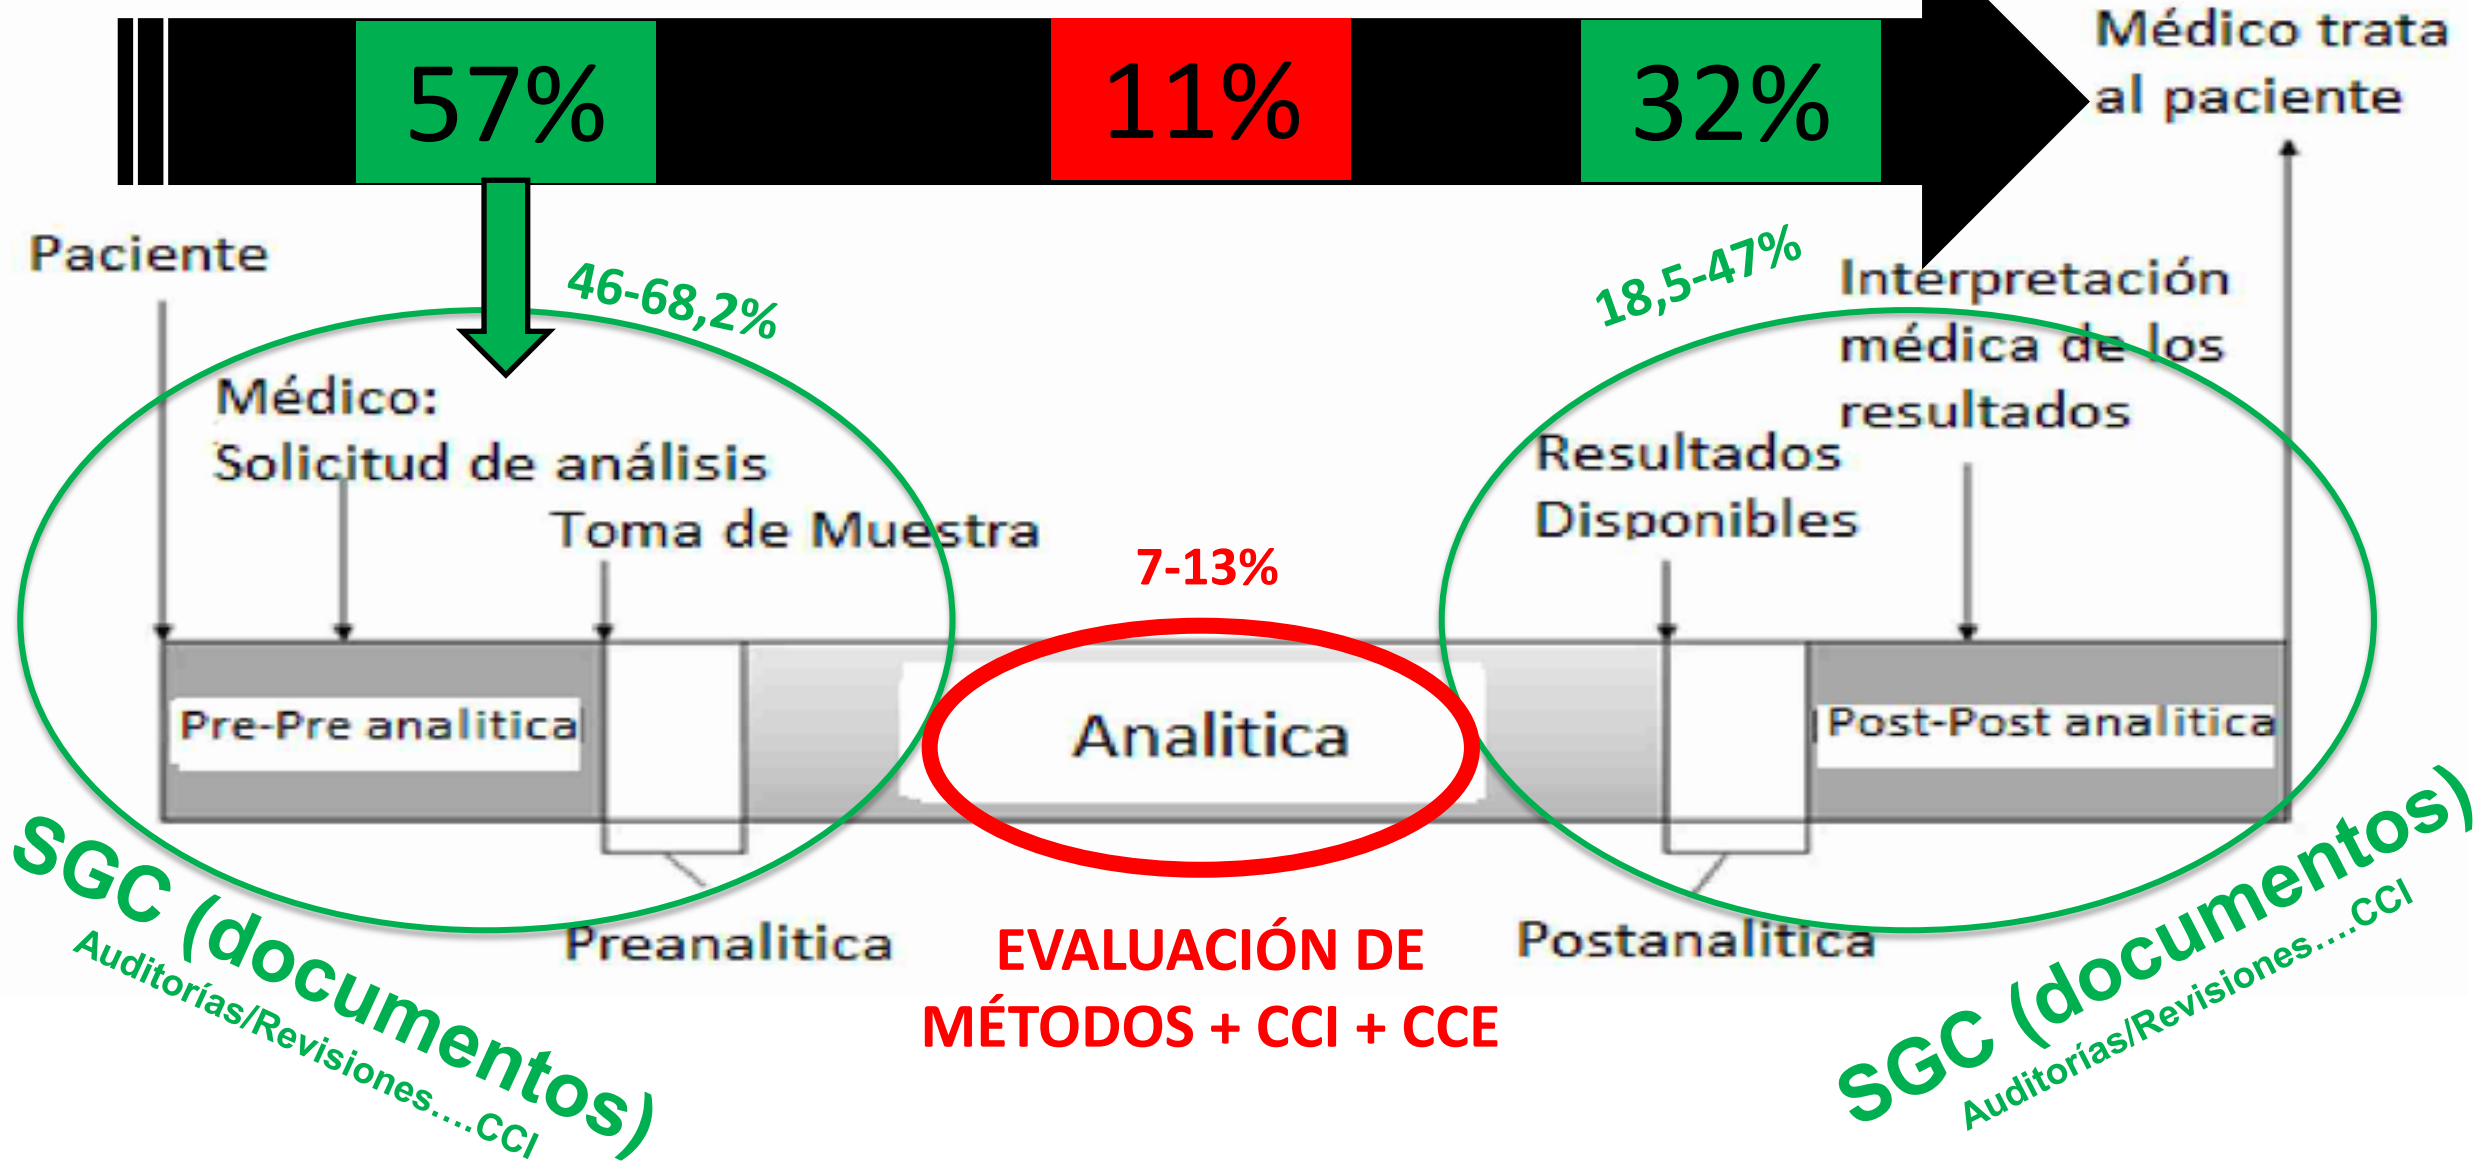 57%
11%
32%
Médico trata
al paciente
Paciente
46-68,2%
18,5-47%
Interpretación
médica de los
resultados
Médico:
Solicitud de análisis
Toma de Muestra
Resultados
Disponibles
7-13%
Pre-Pre analitica
Analitica
Post-Post analitica
Preanalitica
Postanalitica
EVALUACIÓN DE
MÉTODOS + CCI + CCE
SGC (documentos)
Auditorías/Revisiones....CCI
SGC (documentos)
Auditorías/Revisiones....CCI